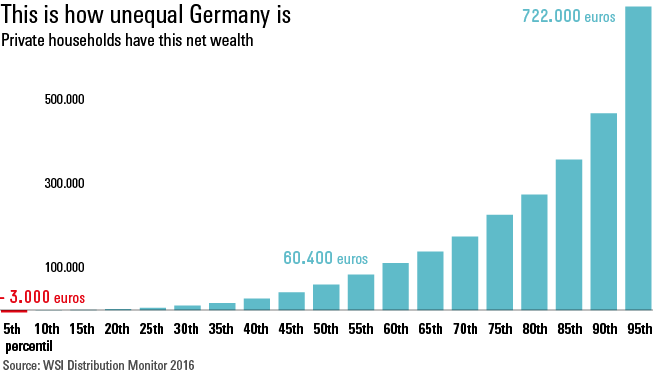 This is how unequal Germany is
Private households have this net wealth
722.000 euros
500.000
300.000
60.400 euros
100.000
- 3.000 euros
5th 10th 15th 20th 25th 30th 35th 40th 45th 50th 55th 60th 65th 70th 75th 80th 85th 90th 95th
percentil
Source: WSI Distribution Monitor 2016